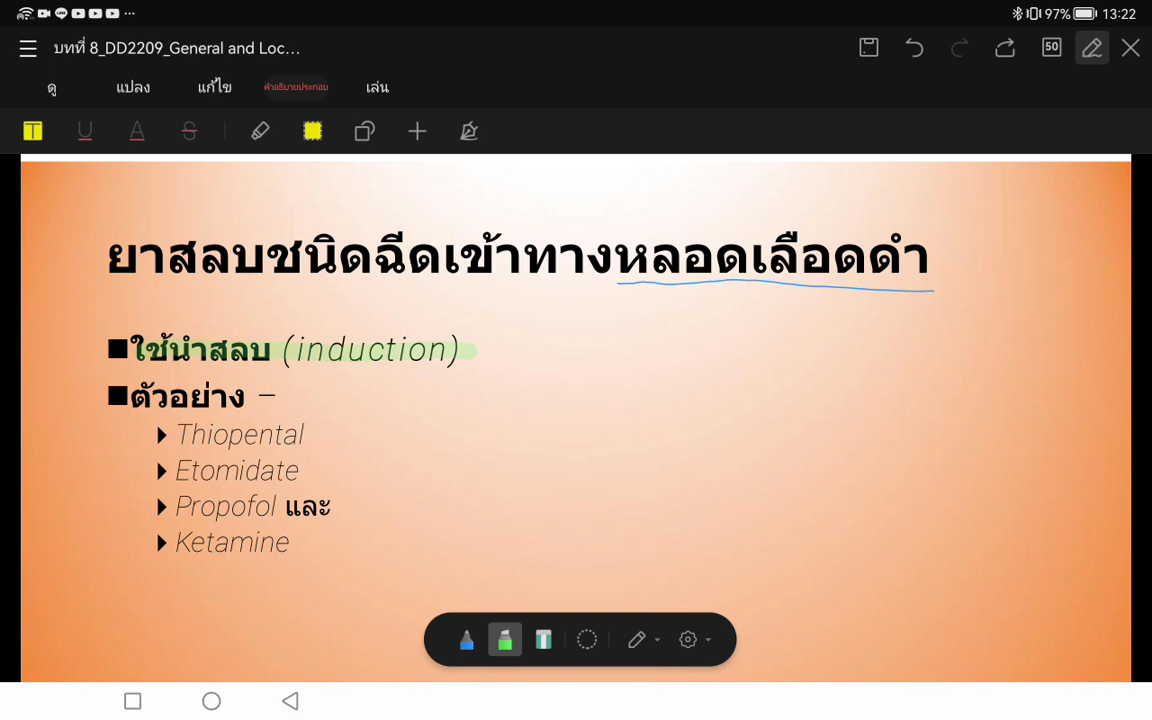 97% 13:22
บทที่ 8_DD2209_General and Loc...
50
ดู แปลง แก้ไข คำอธิบายประกอบ เล่น
T U A S
ยาสลบชนิดฉีดเข้าทางหลอดเลือดดำ
ใช้นำสลบ (induction)
ตัวอย่าง –
Thiopental
Etomidate
Propofol และ
Ketamine